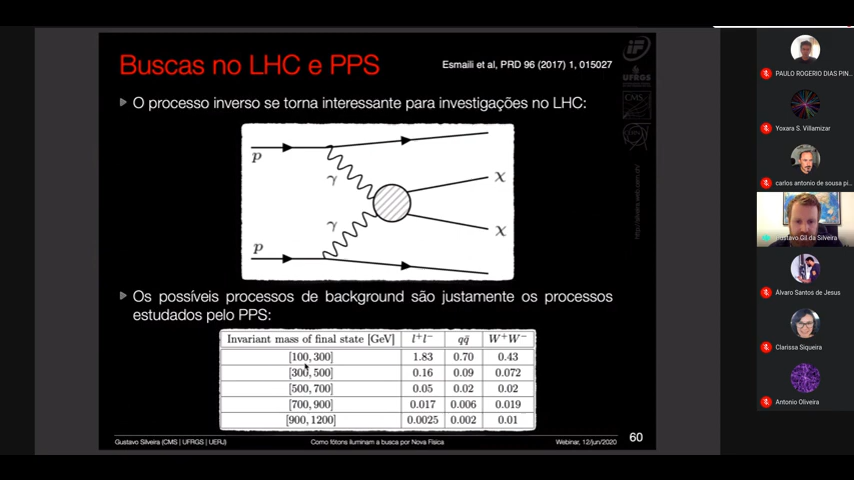 Buscas no LHC e PPS
Esmaili et al, PRD 96 (2017) 1, 015027
O processo inverso se torna interessante para investigações no LHC:
p
γ
χ
γ
χ
p
Os possíveis processos de background são justamente os processos
estudados pelo PPS:
Invariant mass of final state [GeV] l⁺l⁻ qq̄ W⁺W⁻
[100, 300] 1.83 0.70 0.43
[300, 500] 0.16 0.09 0.072
[500, 700] 0.05 0.02 0.02
[700, 900] 0.017 0.006 0.019
[900, 1200] 0.0025 0.002 0.01
Gustavo Silveira (CMS | UFRGS | UERJ)
Como fótons iluminam a busca por Nova Física
Webinar, 12/jun/2020
60
UFRGS
CMS
PAULO ROGERIO DIAS PIN...
Yoxara S. Villamizar
carlos antonio de sousa pi...
Gustavo Gil da Silveira
Álvaro Santos de Jesus
Clarissa Siqueira
Antonio Oliveira